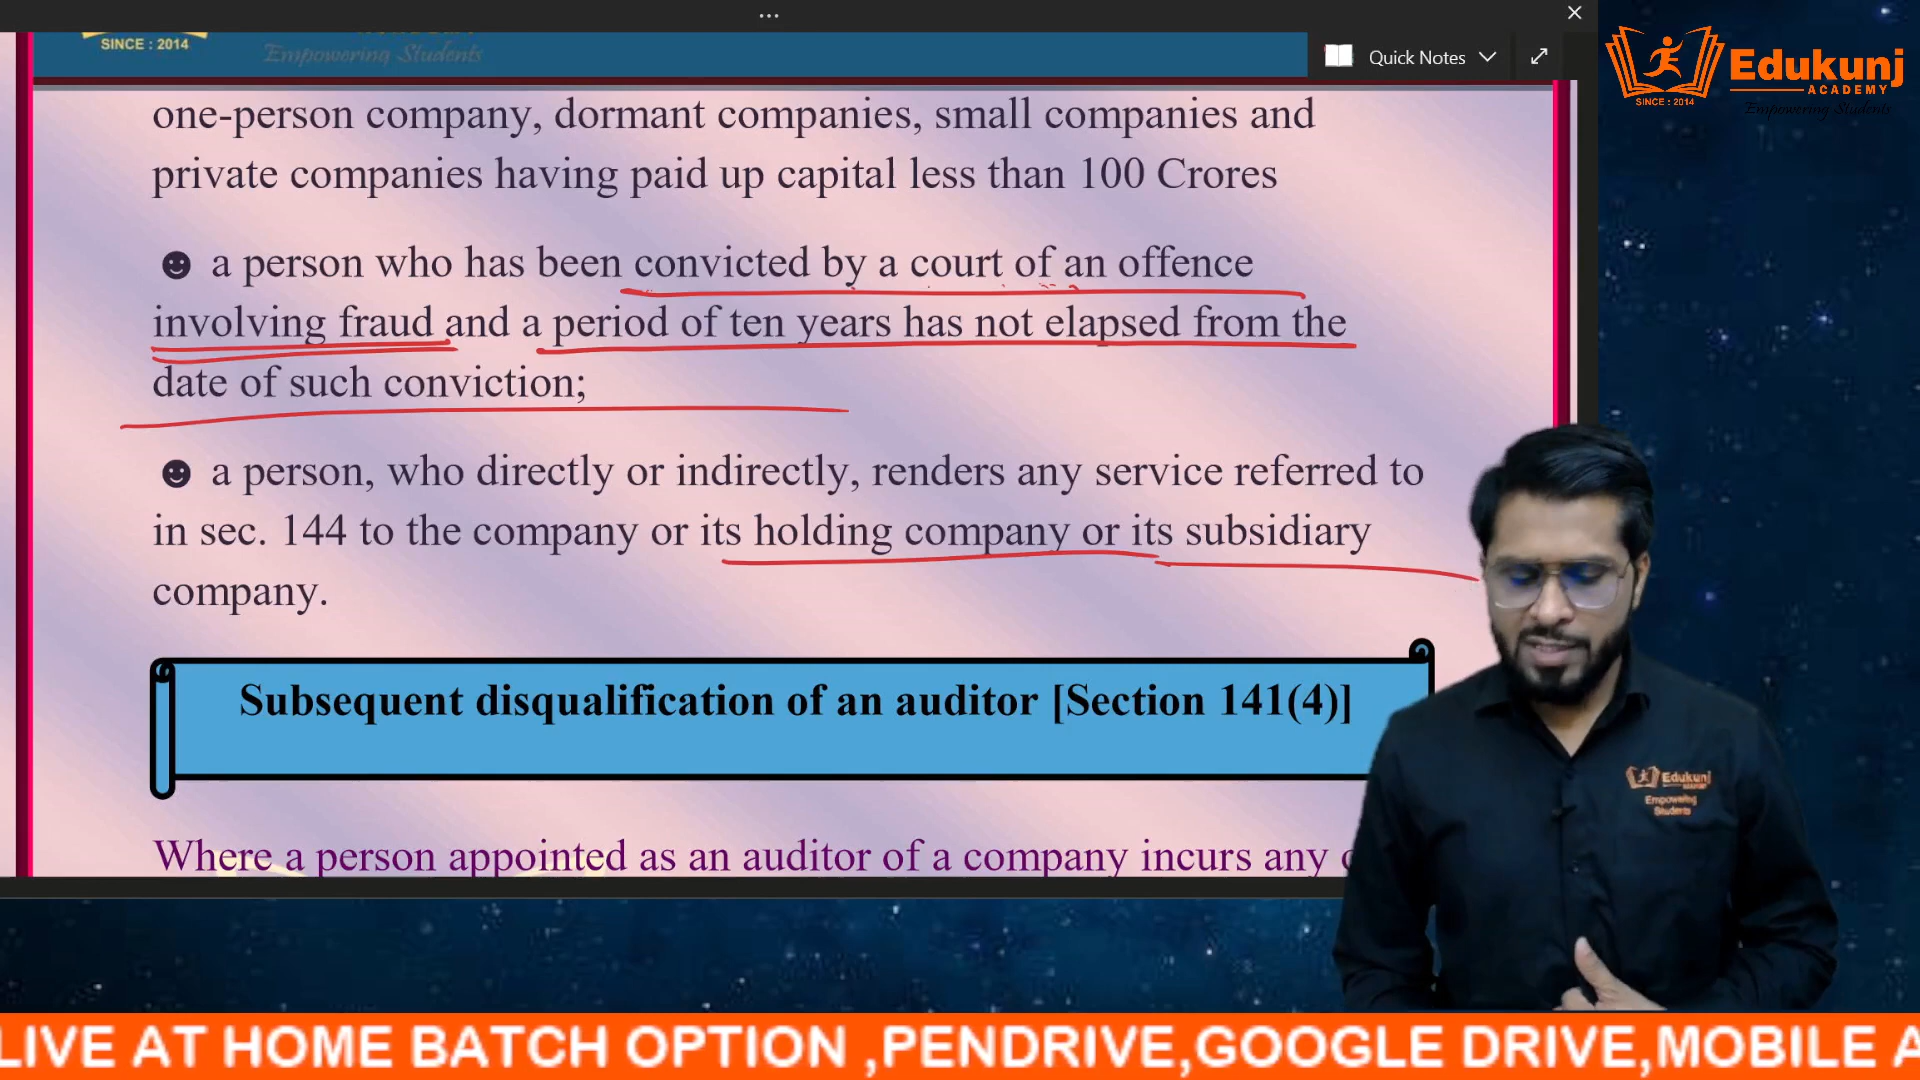 SINCE : 2014
Empowering Students
Quick Notes
Edukunj
ACADEMY
SINCE : 2014
Empowering Students
one-person company, dormant companies, small companies and
private companies having paid up capital less than 100 Crores
☻ a person who has been convicted by a court of an offence
involving fraud and a period of ten years has not elapsed from the
date of such conviction;
☻ a person, who directly or indirectly, renders any service referred to
in sec. 144 to the company or its holding company or its subsidiary
company.
Subsequent disqualification of an auditor [Section 141(4)]
Where a person appointed as an auditor of a company incurs any
Edukunj
Empowering
Students
LIVE AT HOME BATCH OPTION ,PENDRIVE,GOOGLE DRIVE,MOBILE A